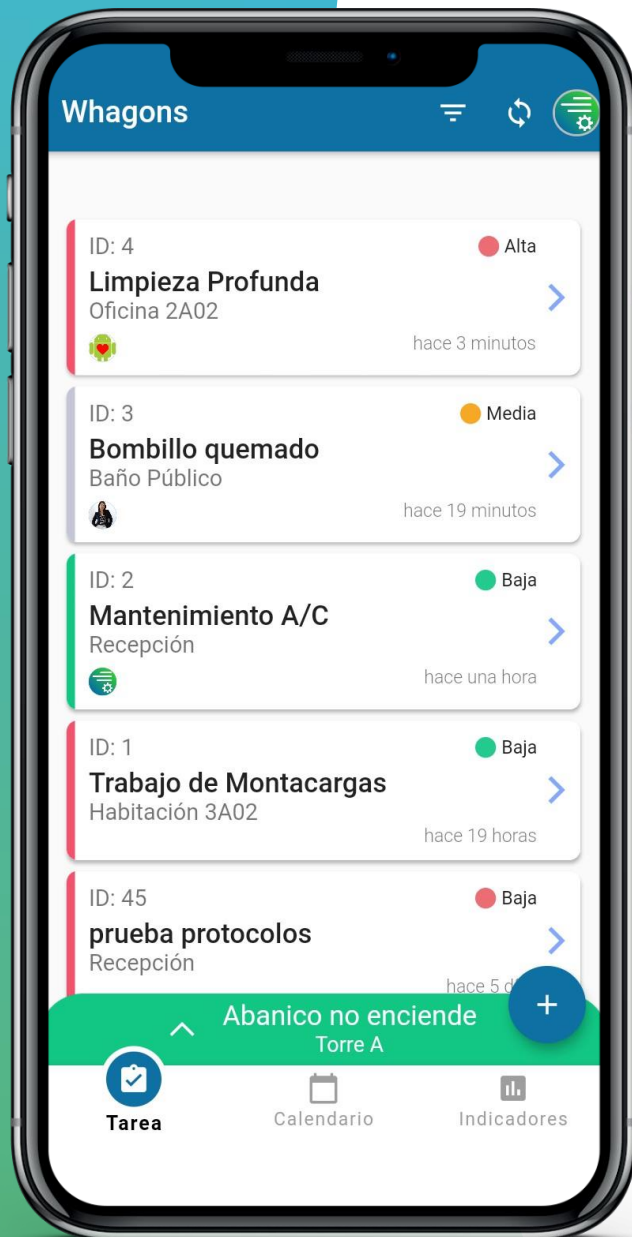 Whagons
ID: 4
Alta
Limpieza Profunda
Oficina 2A02
hace 3 minutos
ID: 3
Media
Bombillo quemado
Baño Público
hace 19 minutos
ID: 2
Baja
Mantenimiento A/C
Recepción
hace una hora
ID: 1
Baja
Trabajo de Montacargas
Habitación 3A02
hace 19 horas
ID: 45
Baja
prueba protocolos
Recepción
hace 5 d
Abanico no enciende
Torre A
Tarea
Calendario
Indicadores